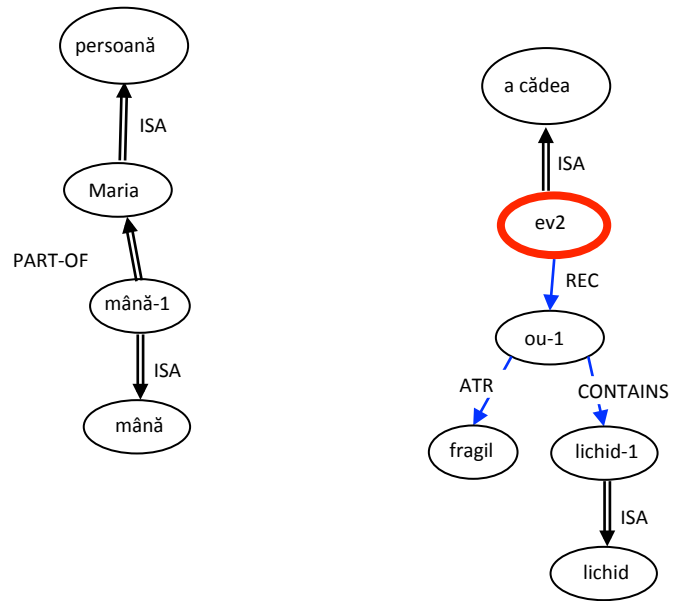 persoană
ISA
Maria
PART-OF
mână-1
ISA
mână
a cădea
ISA
ev2
REC
ou-1
ATR
CONTAINS
fragil
lichid-1
ISA
lichid